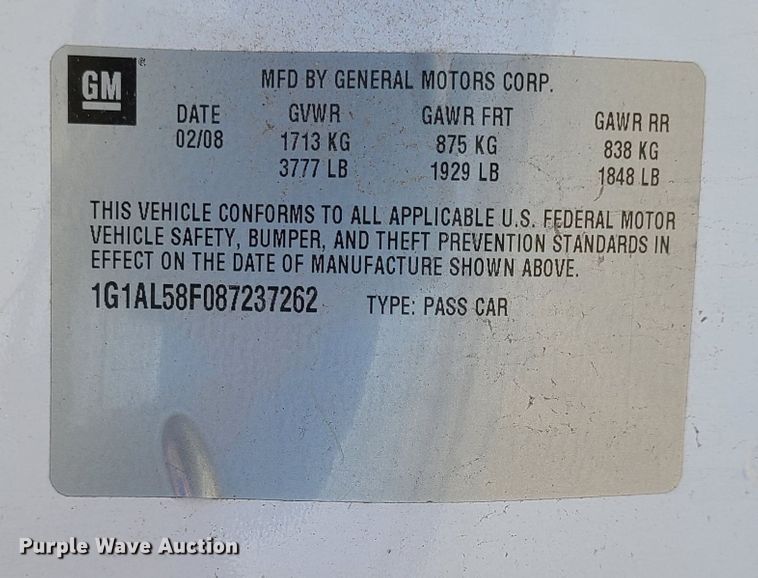 GM
MFD BY GENERAL MOTORS CORP.
DATE GVWR GAWR FRT GAWR RR
02/08 1713 KG 875 KG 838 KG
3777 LB 1929 LB 1848 LB
THIS VEHICLE CONFORMS TO ALL APPLICABLE U.S. FEDERAL MOTOR
VEHICLE SAFETY, BUMPER, AND THEFT PREVENTION STANDARDS IN
EFFECT ON THE DATE OF MANUFACTURE SHOWN ABOVE.
1G1AL58F087237262 TYPE: PASS CAR
Purple Wave Auction